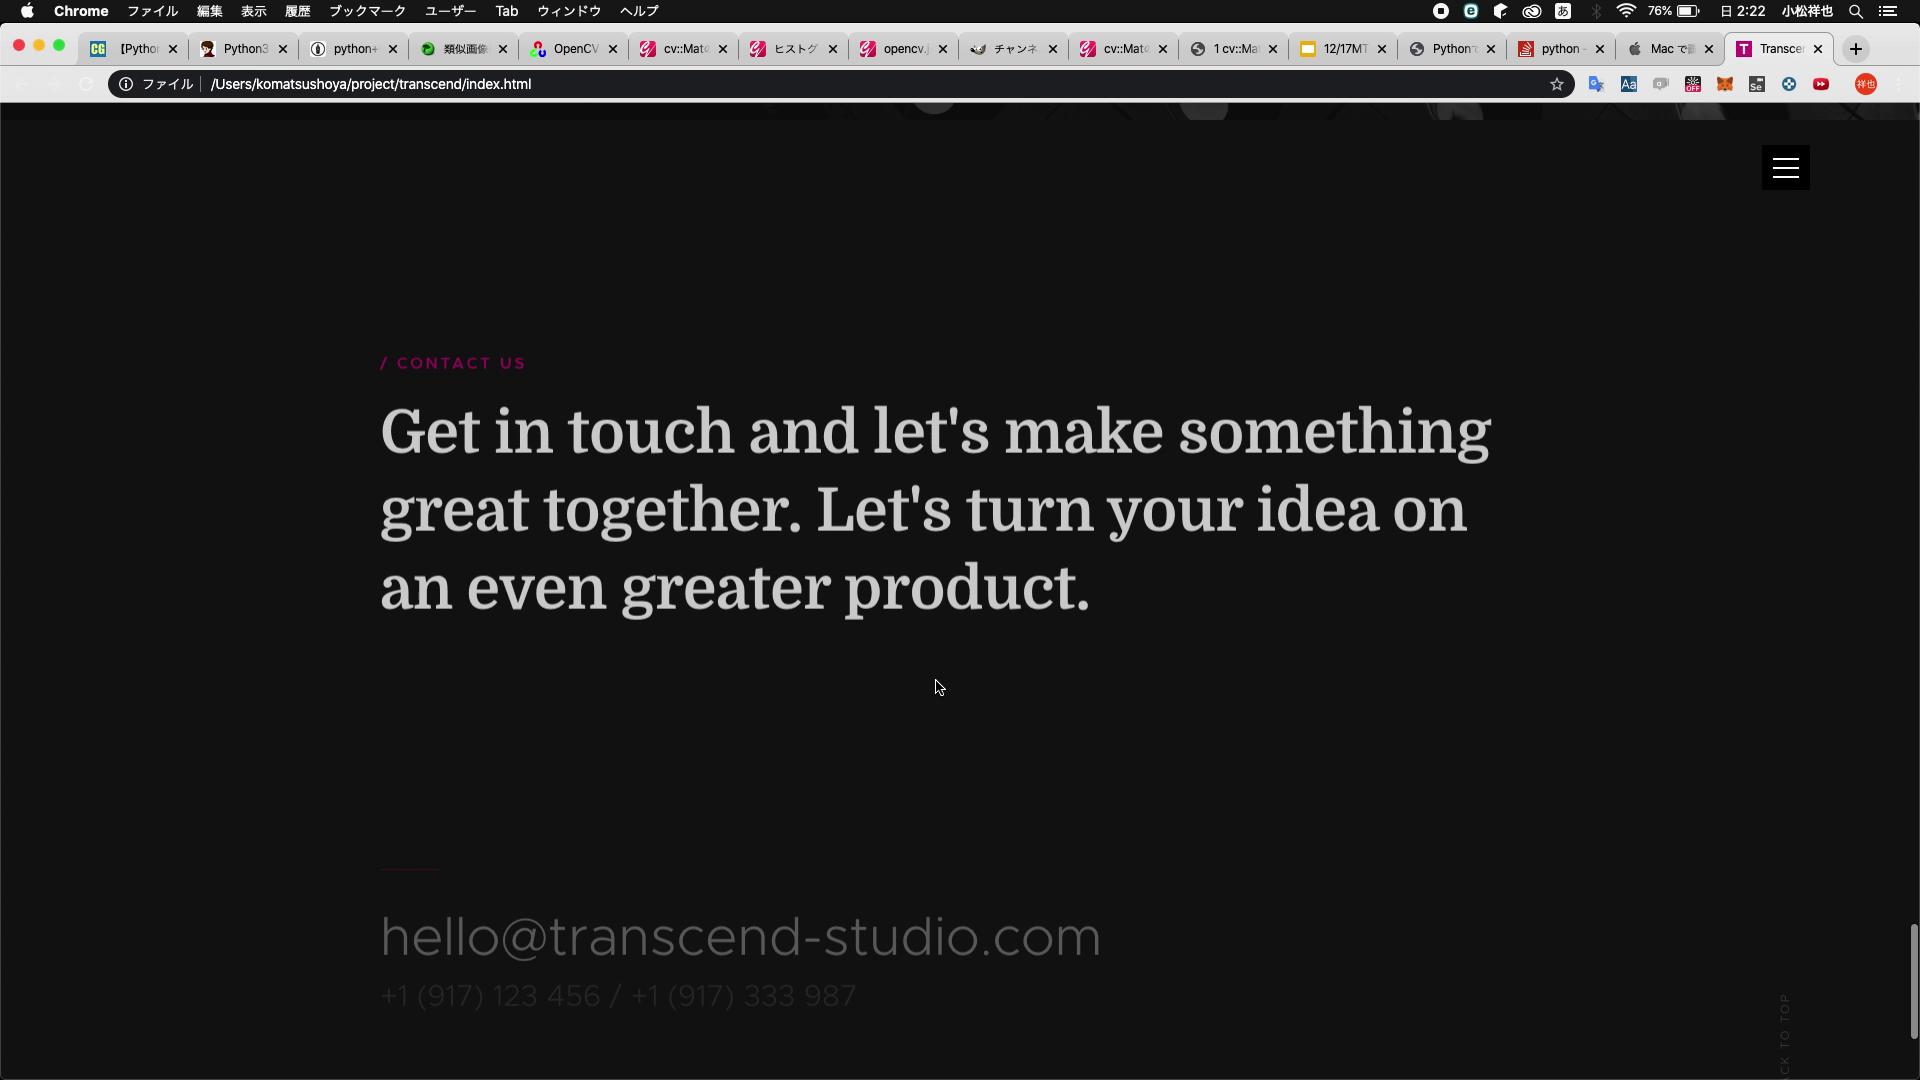 Chrome ファイル 編集 表示 履歴 ブックマーク ユーザー Tab ウィンドウ ヘルプ あ 76% 日 2:22 小松祥也
【Pytho Python3 python+ 類似画像 OpenCV cv::Mat ヒストグ opencv. チャンネ cv::Mat 1 cv::Ma 12/17MT Python python - Mac で Transce
ファイル /Users/komatsushoya/project/transcend/index.html 祥也
/ CONTACT US
Get in touch and let's make something
great together. Let's turn your idea on
an even greater product.
hello@transcend-studio.com
+1 (917) 123 456 / +1 (917) 333 987
ACK TO TOP